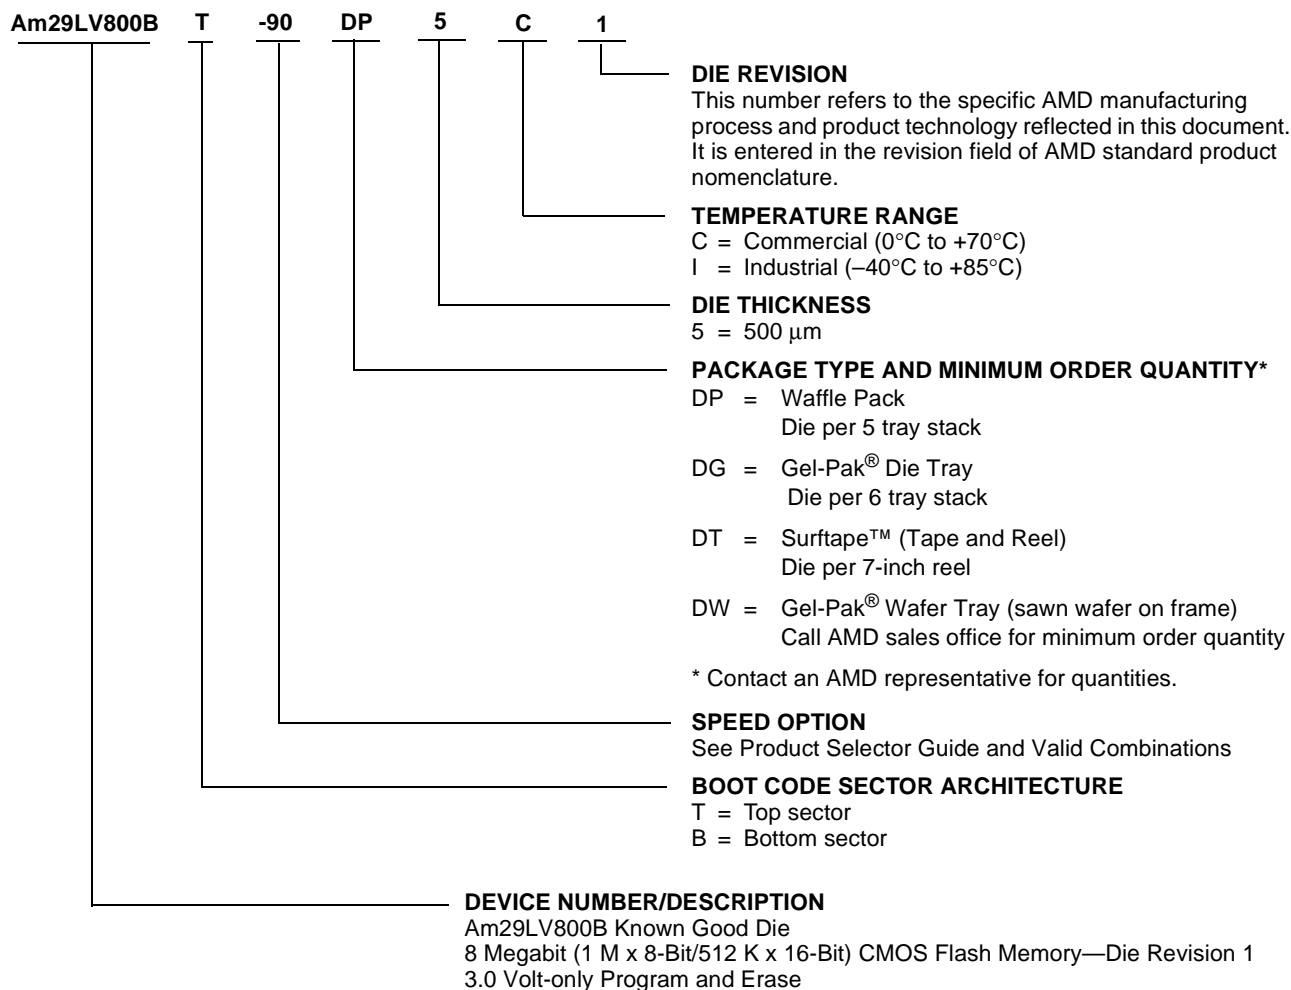 Am29LV800B T -90 DP 5 C 1
DIE REVISION
This number refers to the specific AMD manufacturing
process and product technology reflected in this document.
It is entered in the revision field of AMD standard product
nomenclature.
TEMPERATURE RANGE
C = Commercial (0°C to +70°C)
I = Industrial (–40°C to +85°C)
DIE THICKNESS
5 = 500 µm
PACKAGE TYPE AND MINIMUM ORDER QUANTITY*
DP = Waffle Pack
Die per 5 tray stack
DG = Gel-Pak® Die Tray
Die per 6 tray stack
DT = Surftape™ (Tape and Reel)
Die per 7-inch reel
DW = Gel-Pak® Wafer Tray (sawn wafer on frame)
Call AMD sales office for minimum order quantity
* Contact an AMD representative for quantities.
SPEED OPTION
See Product Selector Guide and Valid Combinations
BOOT CODE SECTOR ARCHITECTURE
T = Top sector
B = Bottom sector
DEVICE NUMBER/DESCRIPTION
Am29LV800B Known Good Die
8 Megabit (1 M x 8-Bit/512 K x 16-Bit) CMOS Flash Memory—Die Revision 1
3.0 Volt-only Program and Erase